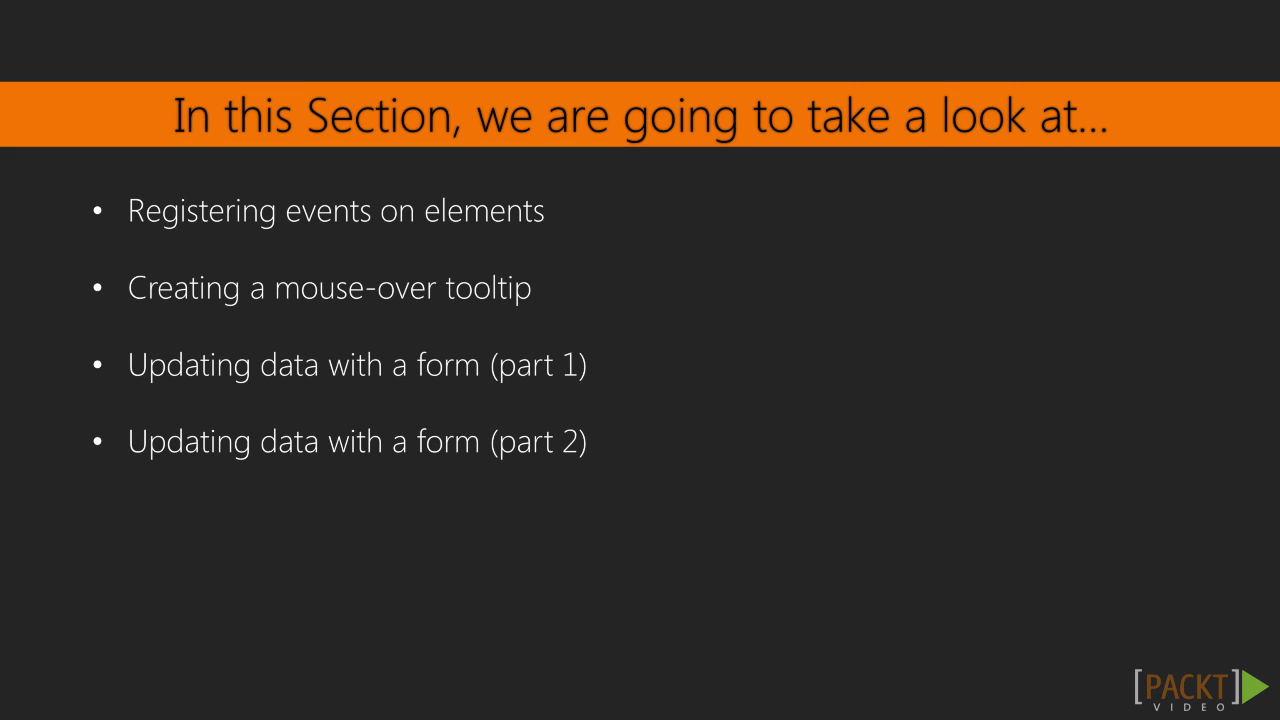 In this Section, we are going to take a look at...
• Registering events on elements
• Creating a mouse-over tooltip
• Updating data with a form (part 1)
• Updating data with a form (part 2)
[PACKT]
VIDEO